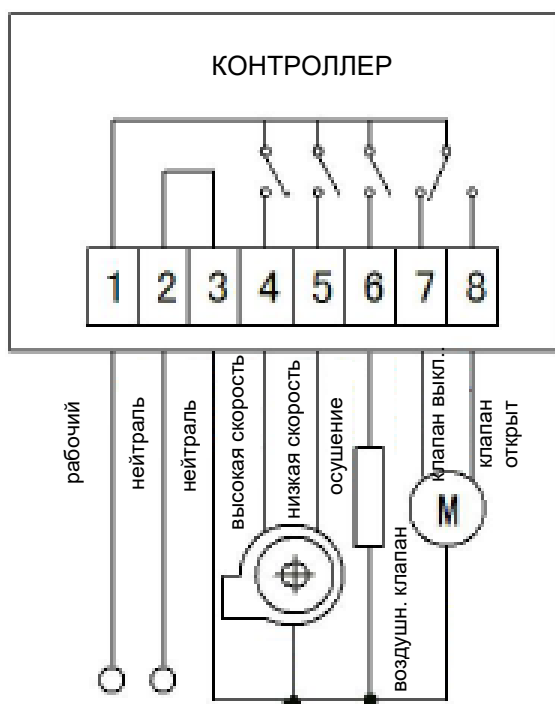 КОНТРОЛЛЕР
1 2 3 4 5 6 7 8
рабочий
нейтраль
нейтраль
высокая скорость
низкая скорость
осушение
воздушн. клапан
клапан выкл..
клапан
открыт
M